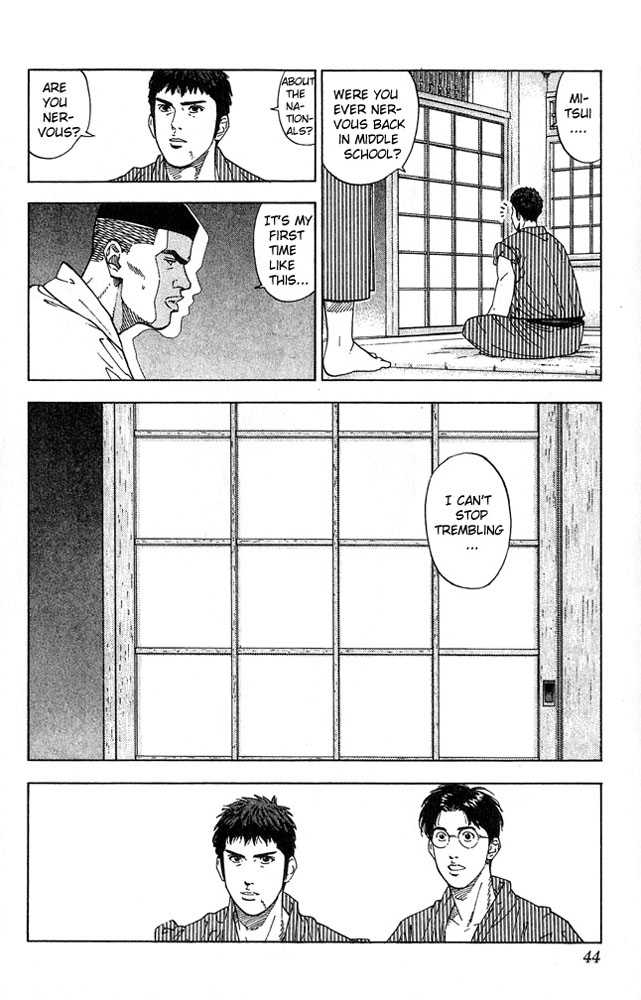 MI-
TSUI
....
WERE YOU
EVER NER-
VOUS BACK
IN MIDDLE
SCHOOL?
ABOUT
THE
NA-
TION-
ALS?
ARE
YOU
NER-
VOUS?
IT'S MY
FIRST
TIME
LIKE
THIS...
I CAN'T
STOP
TREMBLING
...
44